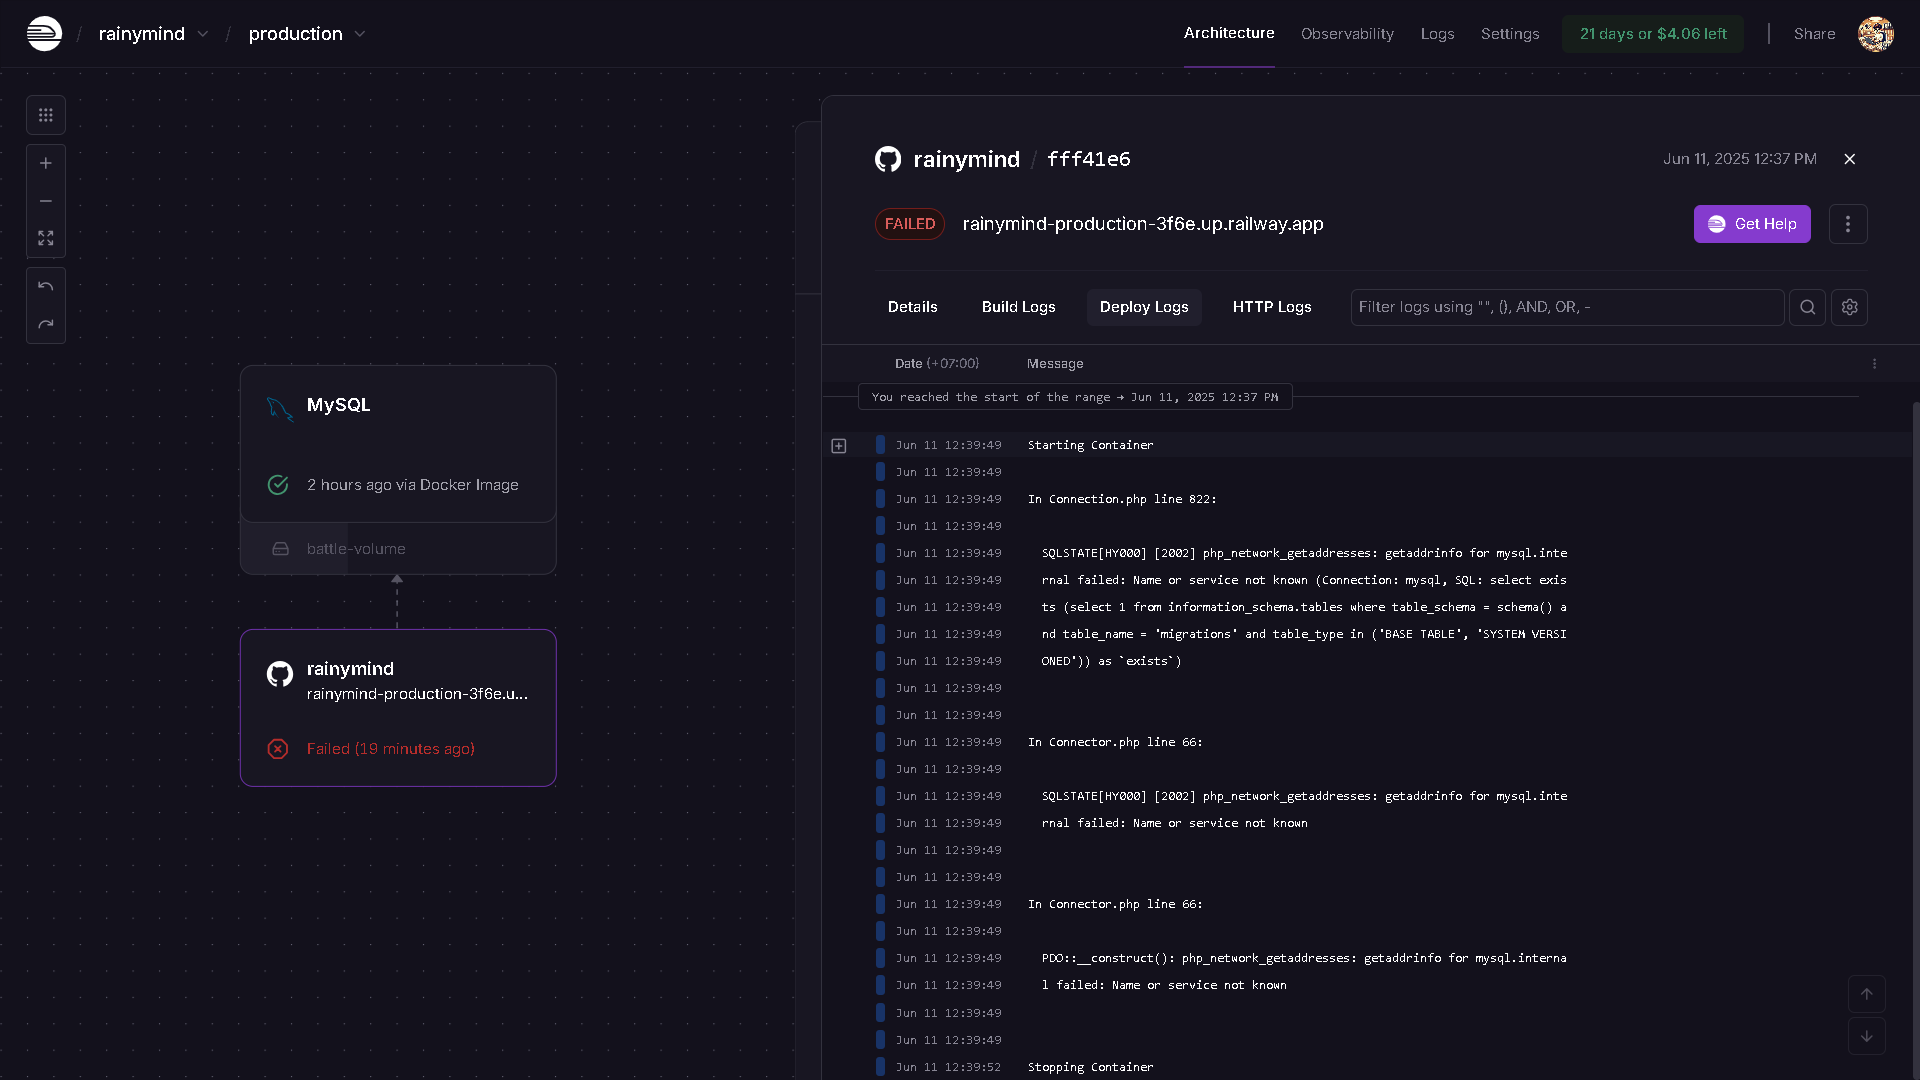 / rainymind / production
Architecture Observability Logs Settings 21 days or $4.06 left Share
rainymind / fff41e6
Jun 11, 2025 12:37 PM
FAILED rainymind-production-3f6e.up.railway.app
Get Help
Details Build Logs Deploy Logs HTTP Logs Filter logs using "", (), AND, OR, -
Date (+07:00) Message
You reached the start of the range → Jun 11, 2025 12:37 PM
Jun 11 12:39:49 Starting Container
Jun 11 12:39:49
Jun 11 12:39:49 In Connection.php line 822:
Jun 11 12:39:49
Jun 11 12:39:49 SQLSTATE[HY000] [2002] php_network_getaddresses: getaddrinfo for mysql.inte
Jun 11 12:39:49 rnal failed: Name or service not known (Connection: mysql, SQL: select exis
Jun 11 12:39:49 ts (select 1 from information_schema.tables where table_schema = schema() a
Jun 11 12:39:49 nd table_name = 'migrations' and table_type in ('BASE TABLE', 'SYSTEM VERSI
Jun 11 12:39:49 ONED')) as `exists`)
Jun 11 12:39:49
Jun 11 12:39:49
Jun 11 12:39:49 In Connector.php line 66:
Jun 11 12:39:49
Jun 11 12:39:49 SQLSTATE[HY000] [2002] php_network_getaddresses: getaddrinfo for mysql.inte
Jun 11 12:39:49 rnal failed: Name or service not known
Jun 11 12:39:49
Jun 11 12:39:49
Jun 11 12:39:49 In Connector.php line 66:
Jun 11 12:39:49
Jun 11 12:39:49 PDO::__construct(): php_network_getaddresses: getaddrinfo for mysql.interna
Jun 11 12:39:49 l failed: Name or service not known
Jun 11 12:39:49
Jun 11 12:39:49
Jun 11 12:39:52 Stopping Container
MySQL
2 hours ago via Docker Image
battle-volume
rainymind
rainymind-production-3f6e.u...
Failed (19 minutes ago)